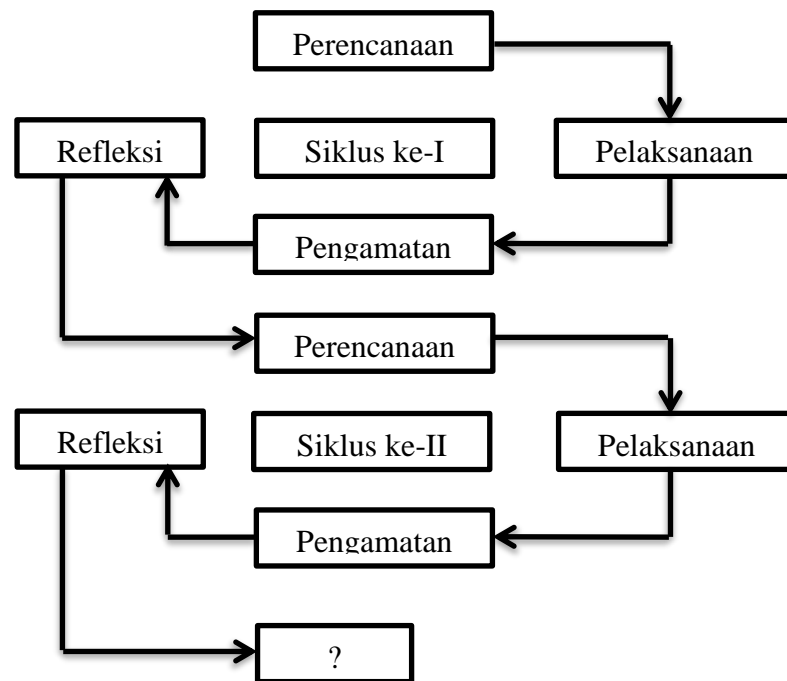 Perencanaan
Refleksi
Siklus ke-I
Pelaksanaan
Pengamatan
Perencanaan
Refleksi
Siklus ke-II
Pelaksanaan
Pengamatan
?